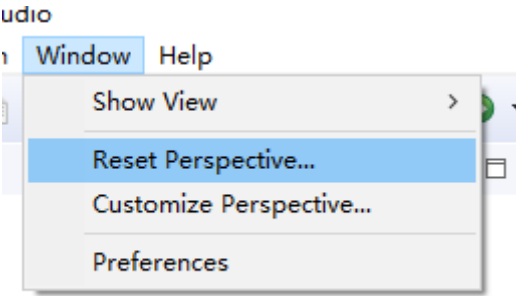 udio
Window Help
Show View
Reset Perspective...
Customize Perspective...
Preferences